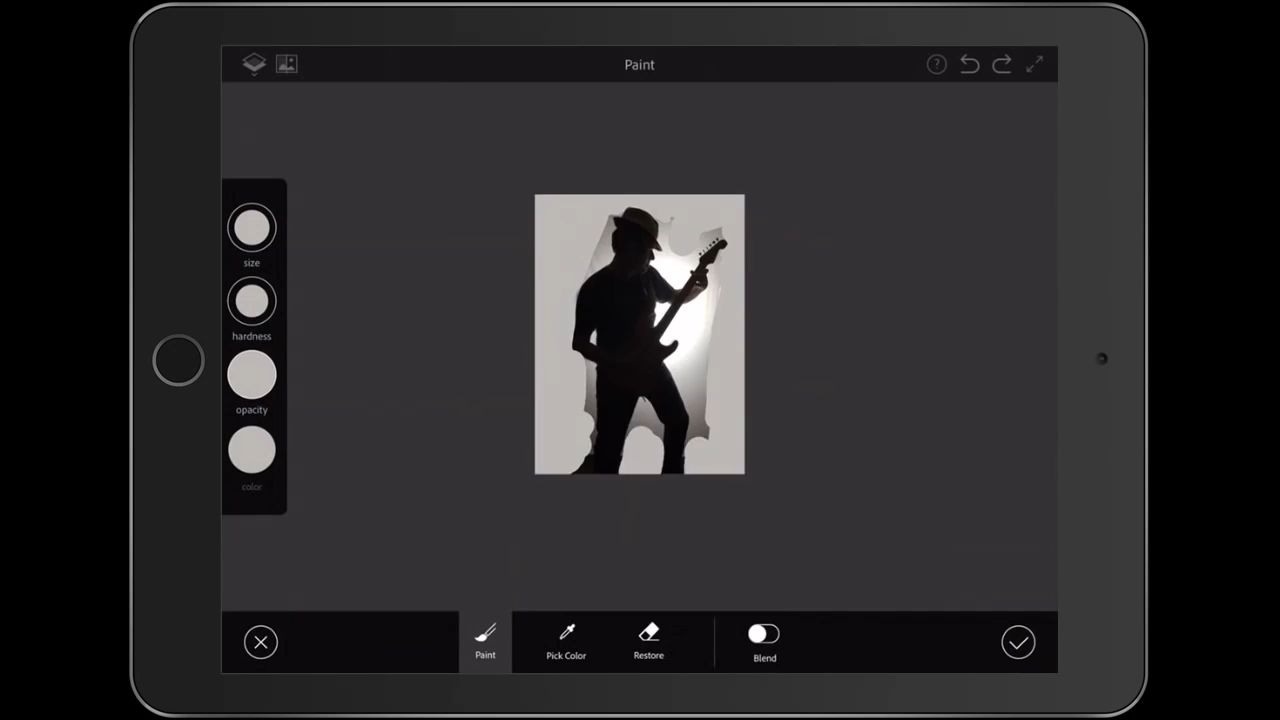 Paint
?
size
hardness
opacity
color
Paint
Pick Color
Restore
Blend